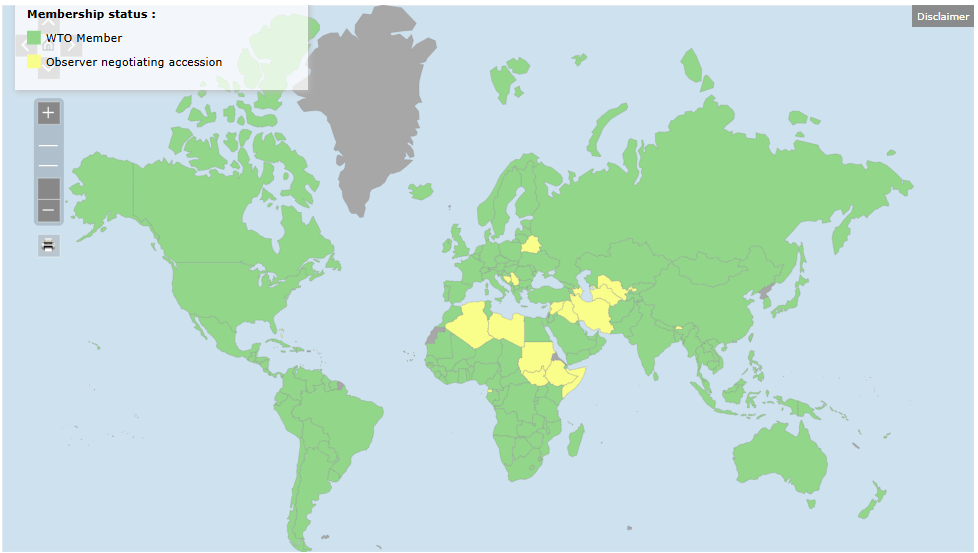 Membership status :
WTO Member
Observer negotiating accession
Disclaimer